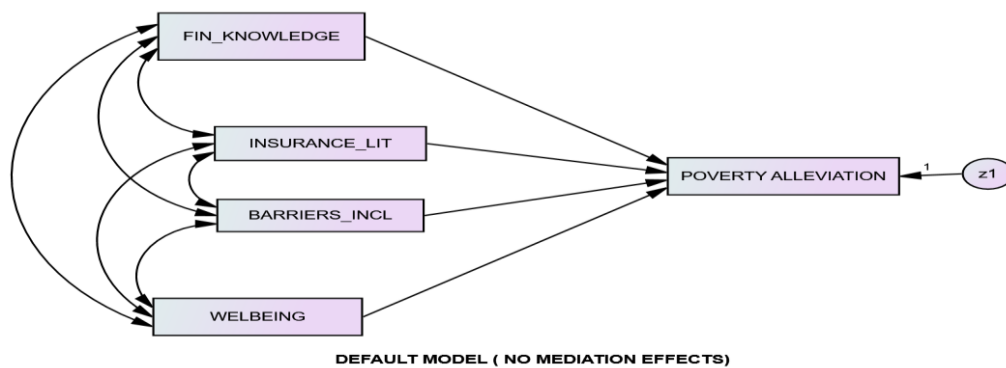 FIN_KNOWLEDGE
INSURANCE_LIT
BARRIERS_INCL
WELBEING
POVERTY ALLEVIATION
1
z1
DEFAULT MODEL ( NO MEDIATION EFFECTS)